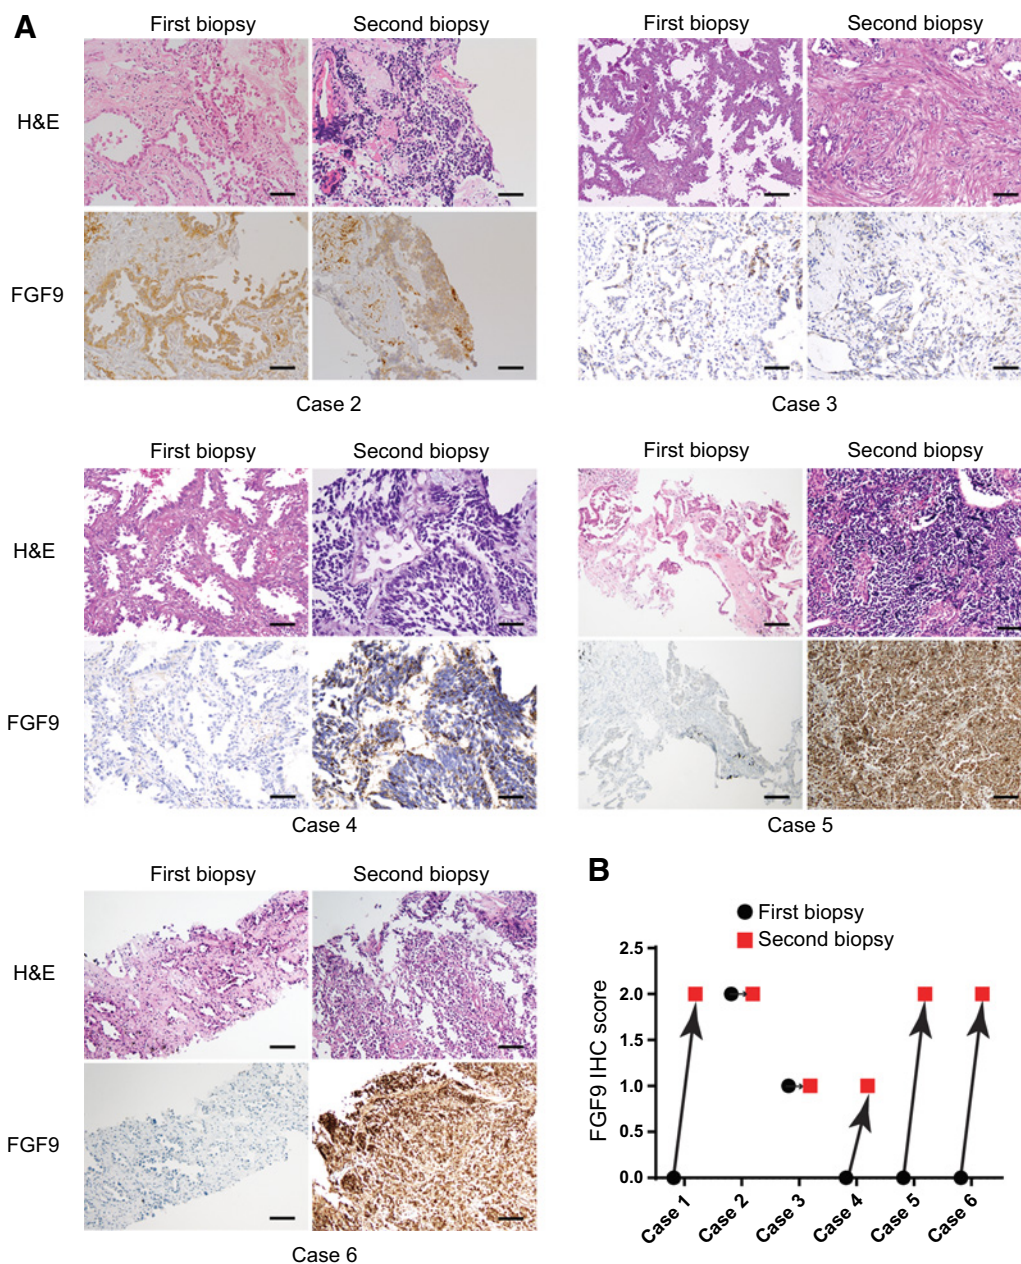 A
First biopsy Second biopsy First biopsy Second biopsy
H&E
FGF9
Case 2 Case 3
First biopsy Second biopsy First biopsy Second biopsy
H&E
FGF9
Case 4 Case 5
First biopsy Second biopsy
H&E
FGF9
Case 6
B
First biopsy
Second biopsy
FGF9 IHC score
2.5
2.0
1.5
1.0
0.5
0.0
Case 1 Case 2 Case 3 Case 4 Case 5 Case 6